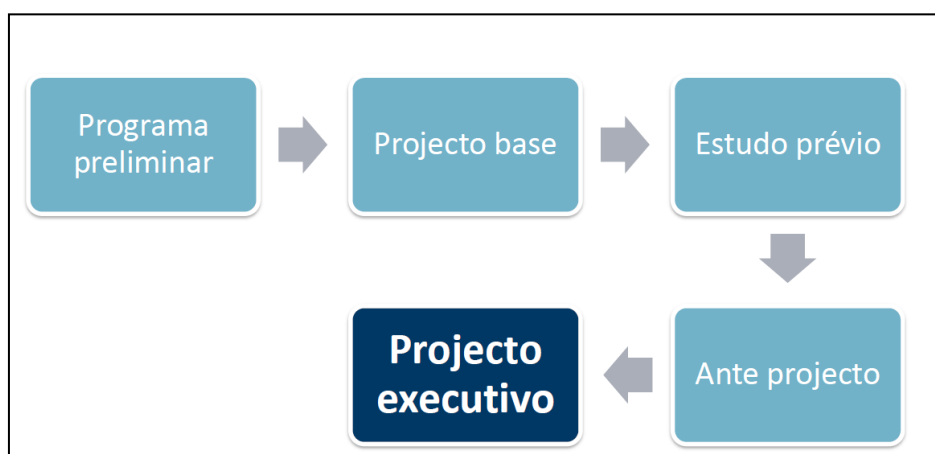 Programa
preliminar
Projecto base
Estudo prévio
Ante projecto
Projecto
executivo